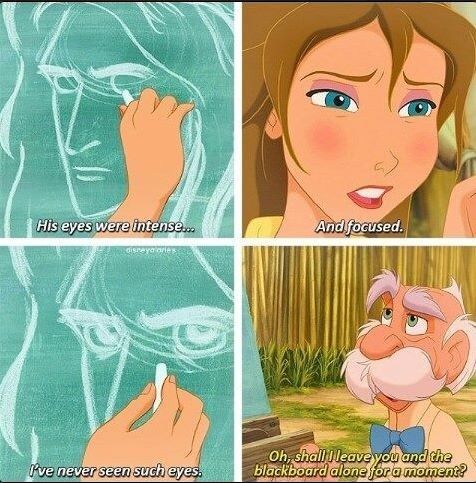 His eyes were intense...
And focused.
disneydiaries
I've never seen such eyes.
Oh, shall I leave you and the
blackboard alone for a moment?